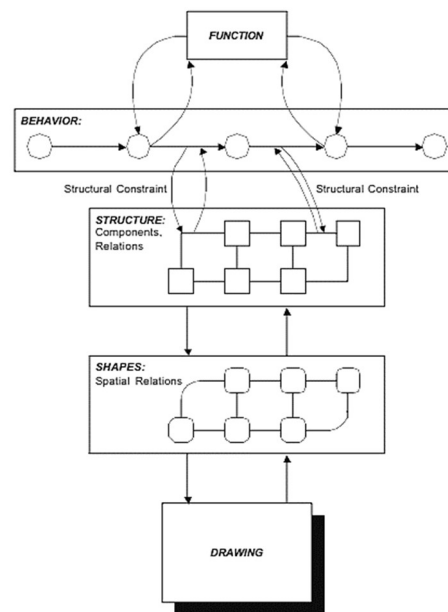 FUNCTION
BEHAVIOR:
Structural Constraint
Structural Constraint
STRUCTURE:
Components,
Relations
SHAPES:
Spatial Relations
DRAWING